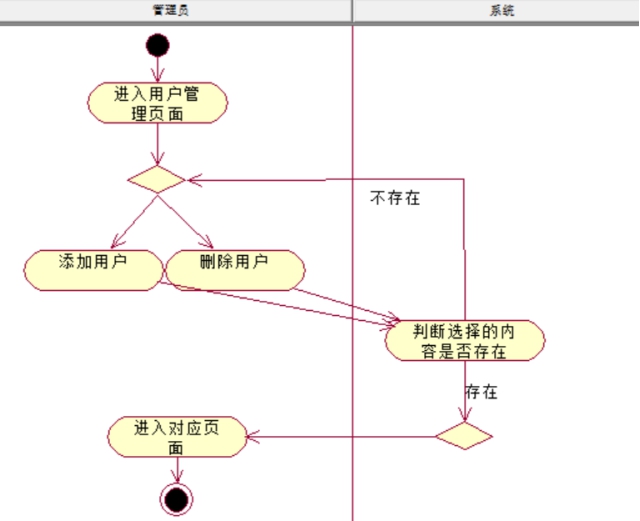 管理员
系统
进入用户管
理页面
不存在
添加用户
删除用户
判断选择的内
容是否存在
存在
进入对应页
面